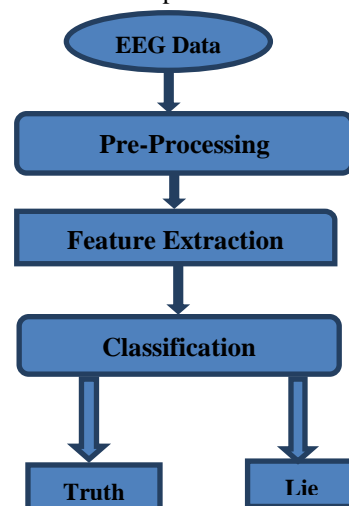 EEG Data
Pre-Processing
Feature Extraction
Classification
Truth
Lie